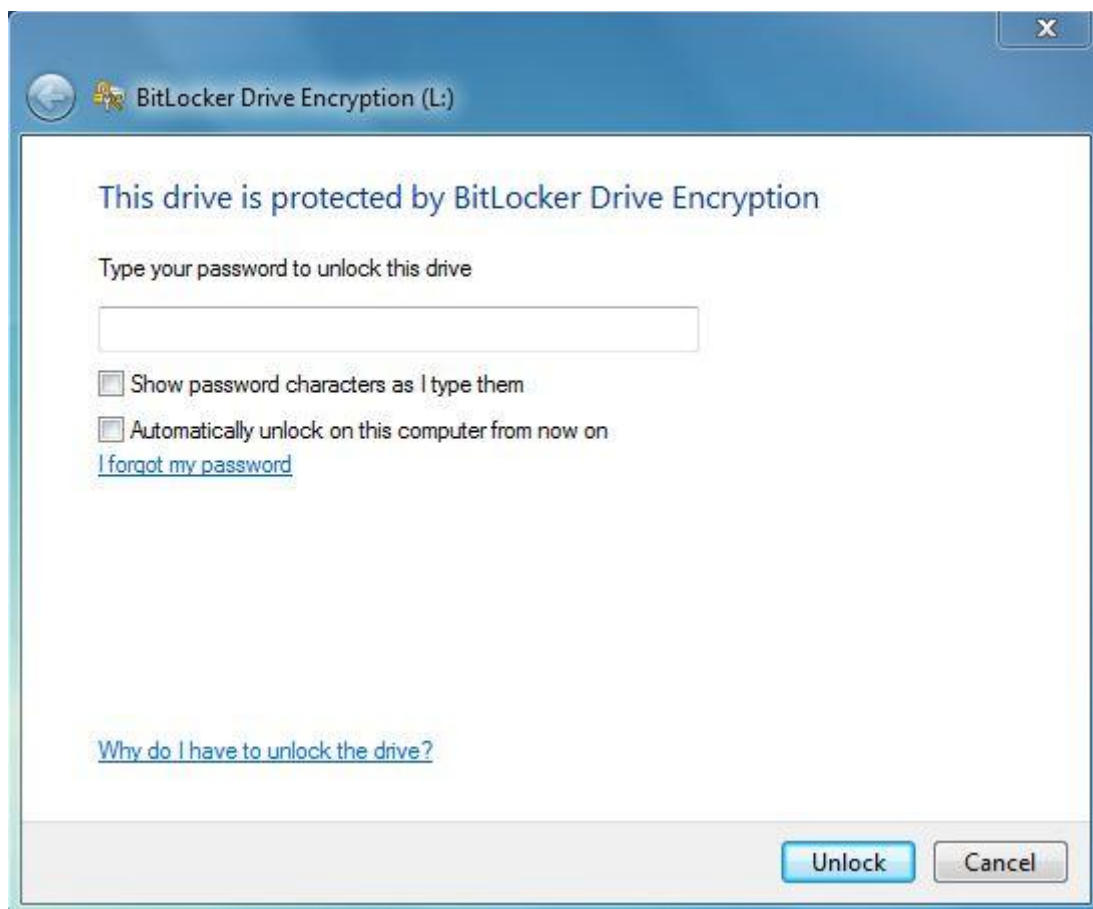 X
BitLocker Drive Encryption (L:)
This drive is protected by BitLocker Drive Encryption
Type your password to unlock this drive
Show password characters as I type them
Automatically unlock on this computer from now on
I forgot my password
Why do I have to unlock the drive?
Unlock Cancel